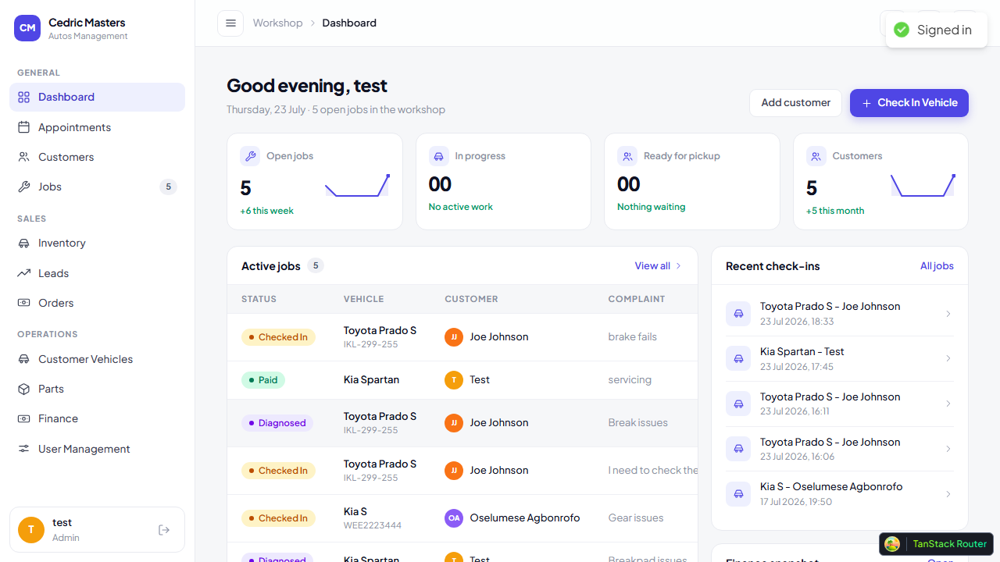 CM
Cedric Masters
Autos Management
GENERAL
Dashboard
Appointments
Customers
Jobs 5
SALES
Inventory
Leads
Orders
OPERATIONS
Customer Vehicles
Parts
Finance
User Management
T
test
Admin
Workshop > Dashboard
Signed in
Good evening, test
Thursday, 23 July · 5 open jobs in the workshop
Add customer
+ Check In Vehicle
Open jobs
5
+6 this week
In progress
00
No active work
Ready for pickup
00
Nothing waiting
Customers
5
+5 this month
Active jobs 5 View all
STATUS VEHICLE CUSTOMER COMPLAINT
Checked In Toyota Prado S JJ Joe Johnson brake fails
IKL-299-255
Paid Kia Spartan T Test servicing
Diagnosed Toyota Prado S JJ Joe Johnson Break issues
IKL-299-255
Checked In Toyota Prado S JJ Joe Johnson I need to check the
IKL-299-255
Checked In Kia S OA Oselumese Agbonrofo Gear issues
WEE2223444
Diagnosed Kia Spartan T Test Breakpad issues
Recent check-ins All jobs
Toyota Prado S - Joe Johnson
23 Jul 2026, 18:33
Kia Spartan - Test
23 Jul 2026, 17:45
Toyota Prado S - Joe Johnson
23 Jul 2026, 16:11
Toyota Prado S - Joe Johnson
23 Jul 2026, 16:06
Kia S - Oselumese Agbonrofo
17 Jul 2026, 19:50
TanStack Router
Finance snapshot Open